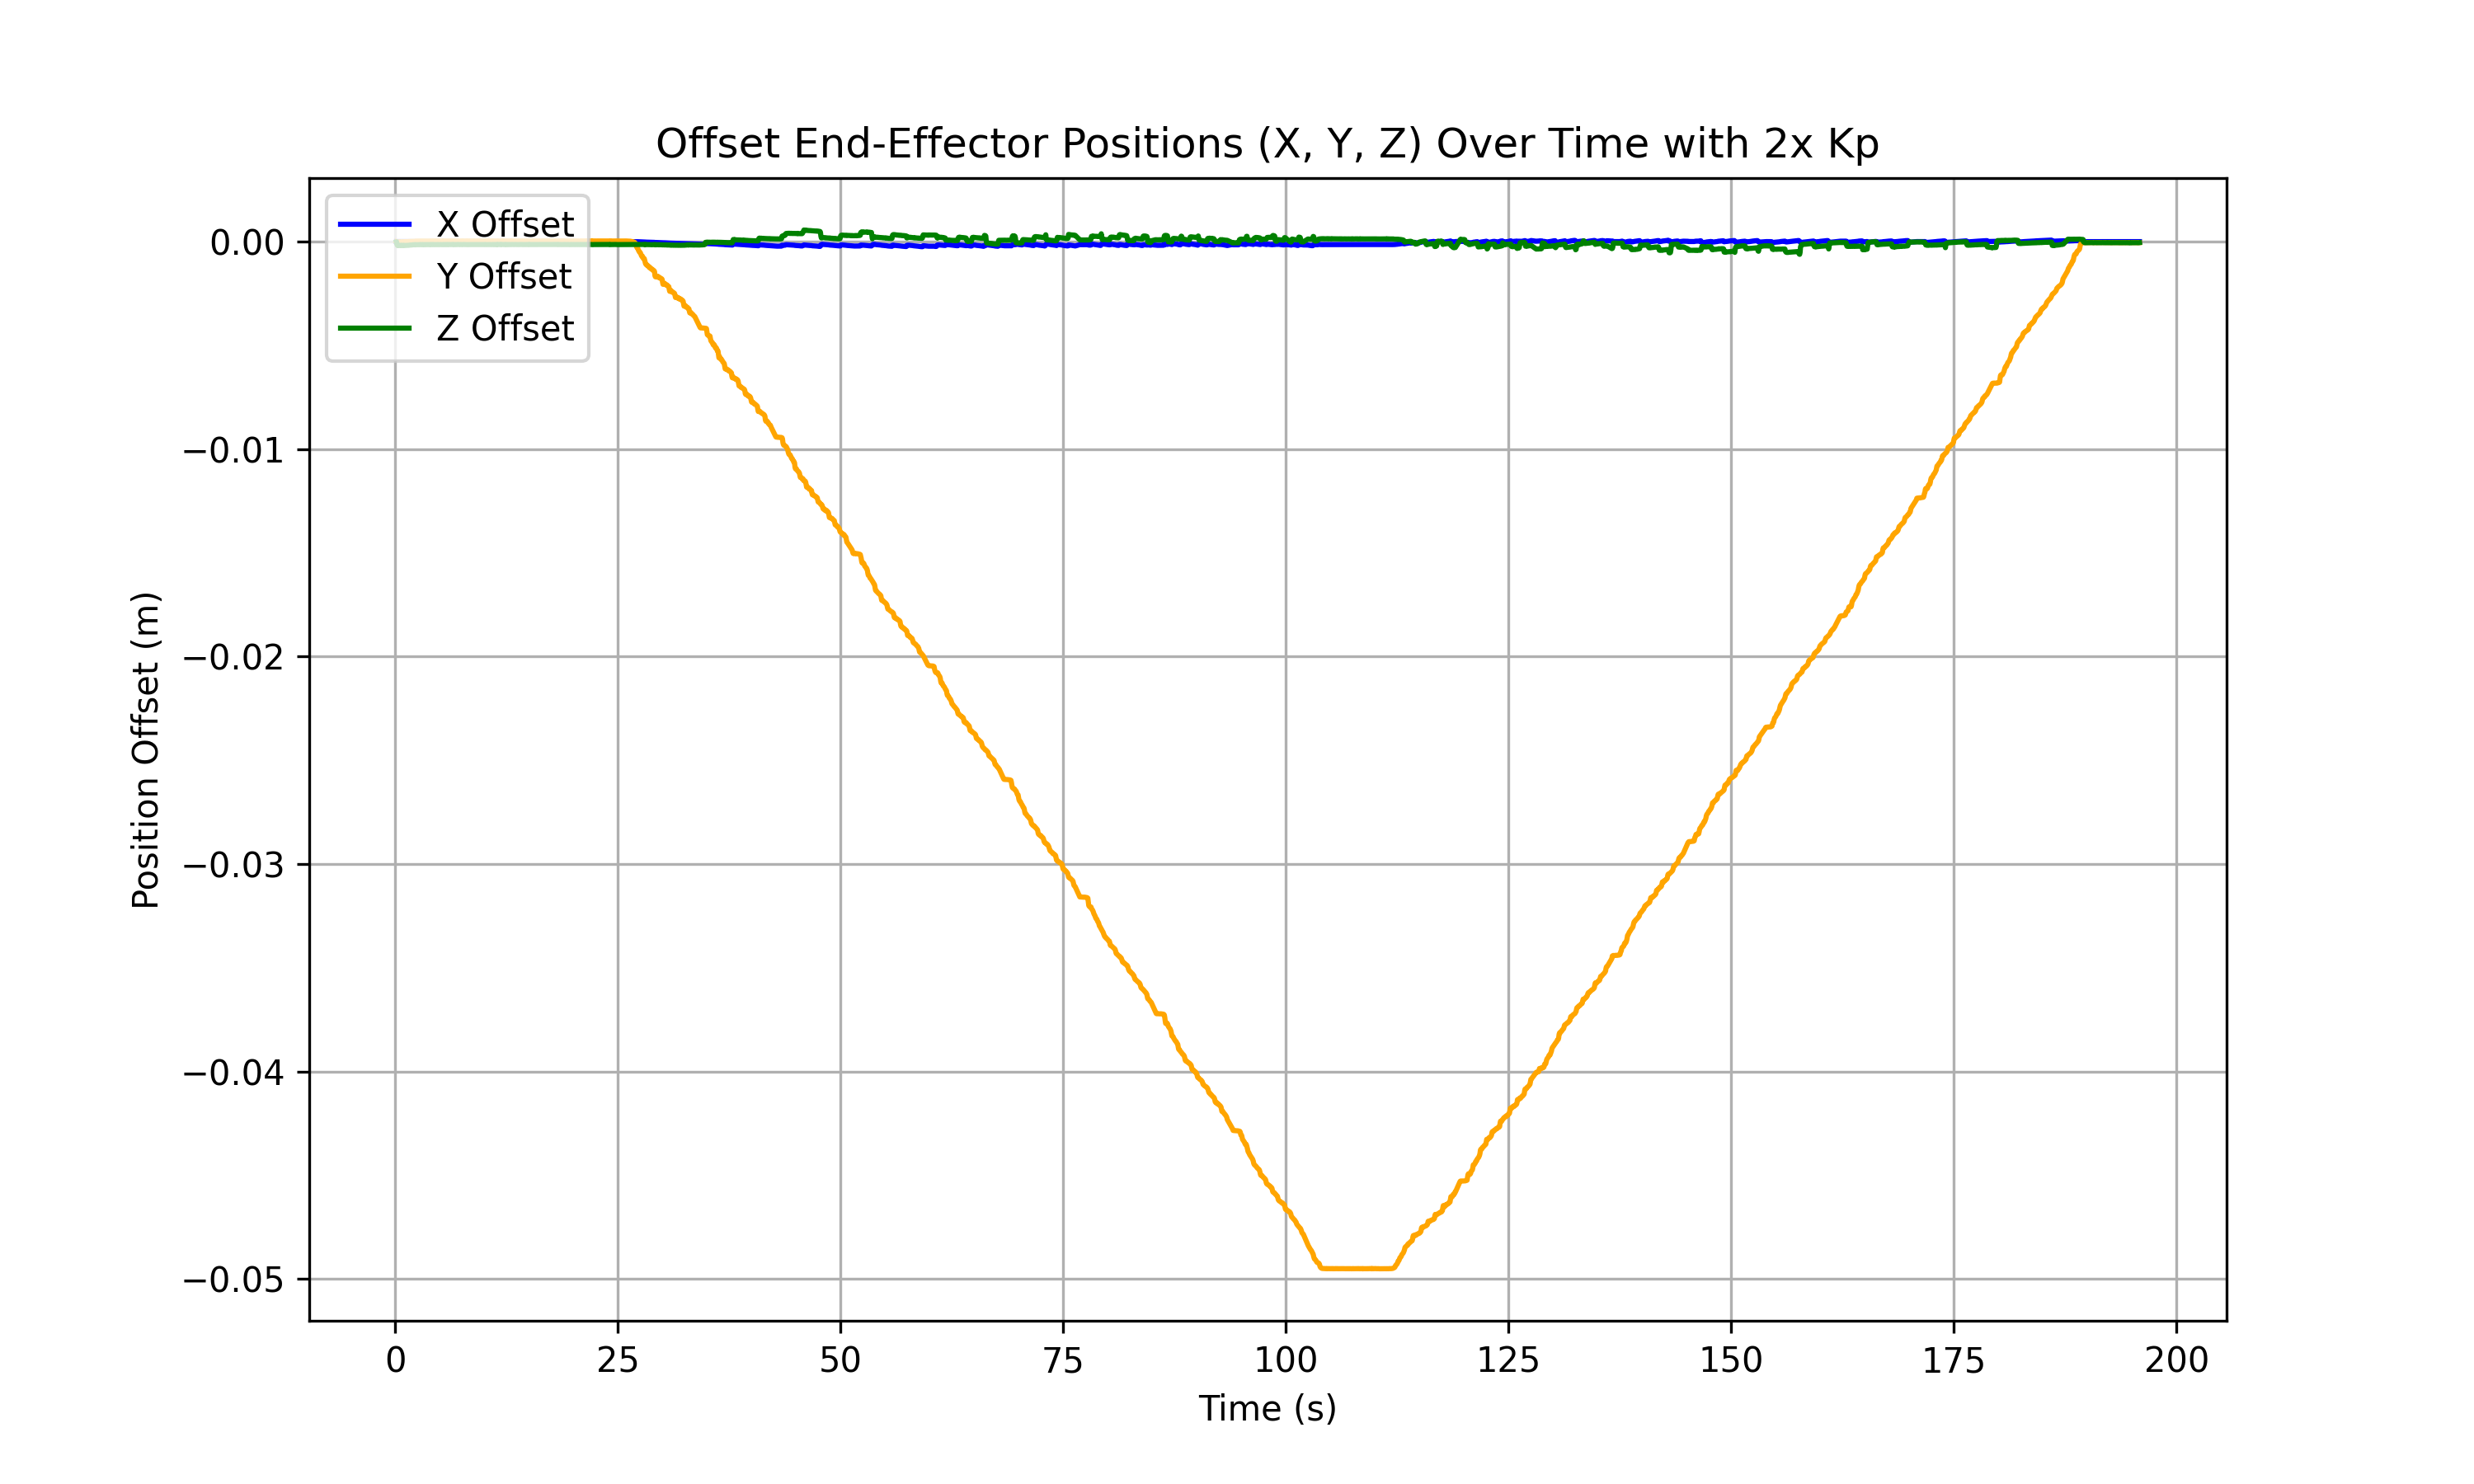 Offset End-Effector Positions (X, Y, Z) Over Time with 2x Kp
X Offset
Y Offset
Z Offset
0.00
−0.01
−0.02
−0.03
−0.04
−0.05
Position Offset (m)
0 25 50 75 100 125 150 175 200
Time (s)